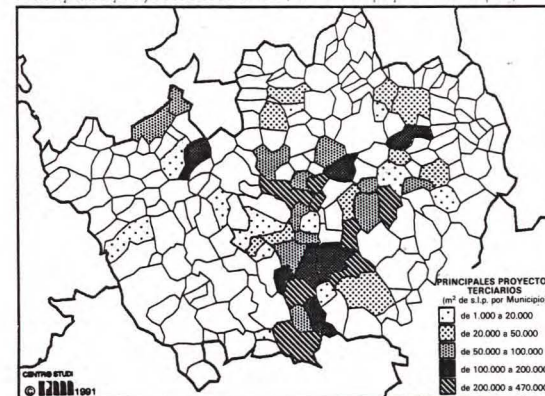 PRINCIPALES PROYECTO
TERCIARIOS
(m² de s.l.p. por Municipio
de 1.000 a 20.000
de 20.000 a 50.000
de 50.000 a 100.000
de 100.000 a 200.000
de 200.000 a 470.000
CENTRO STUDI
© 1991